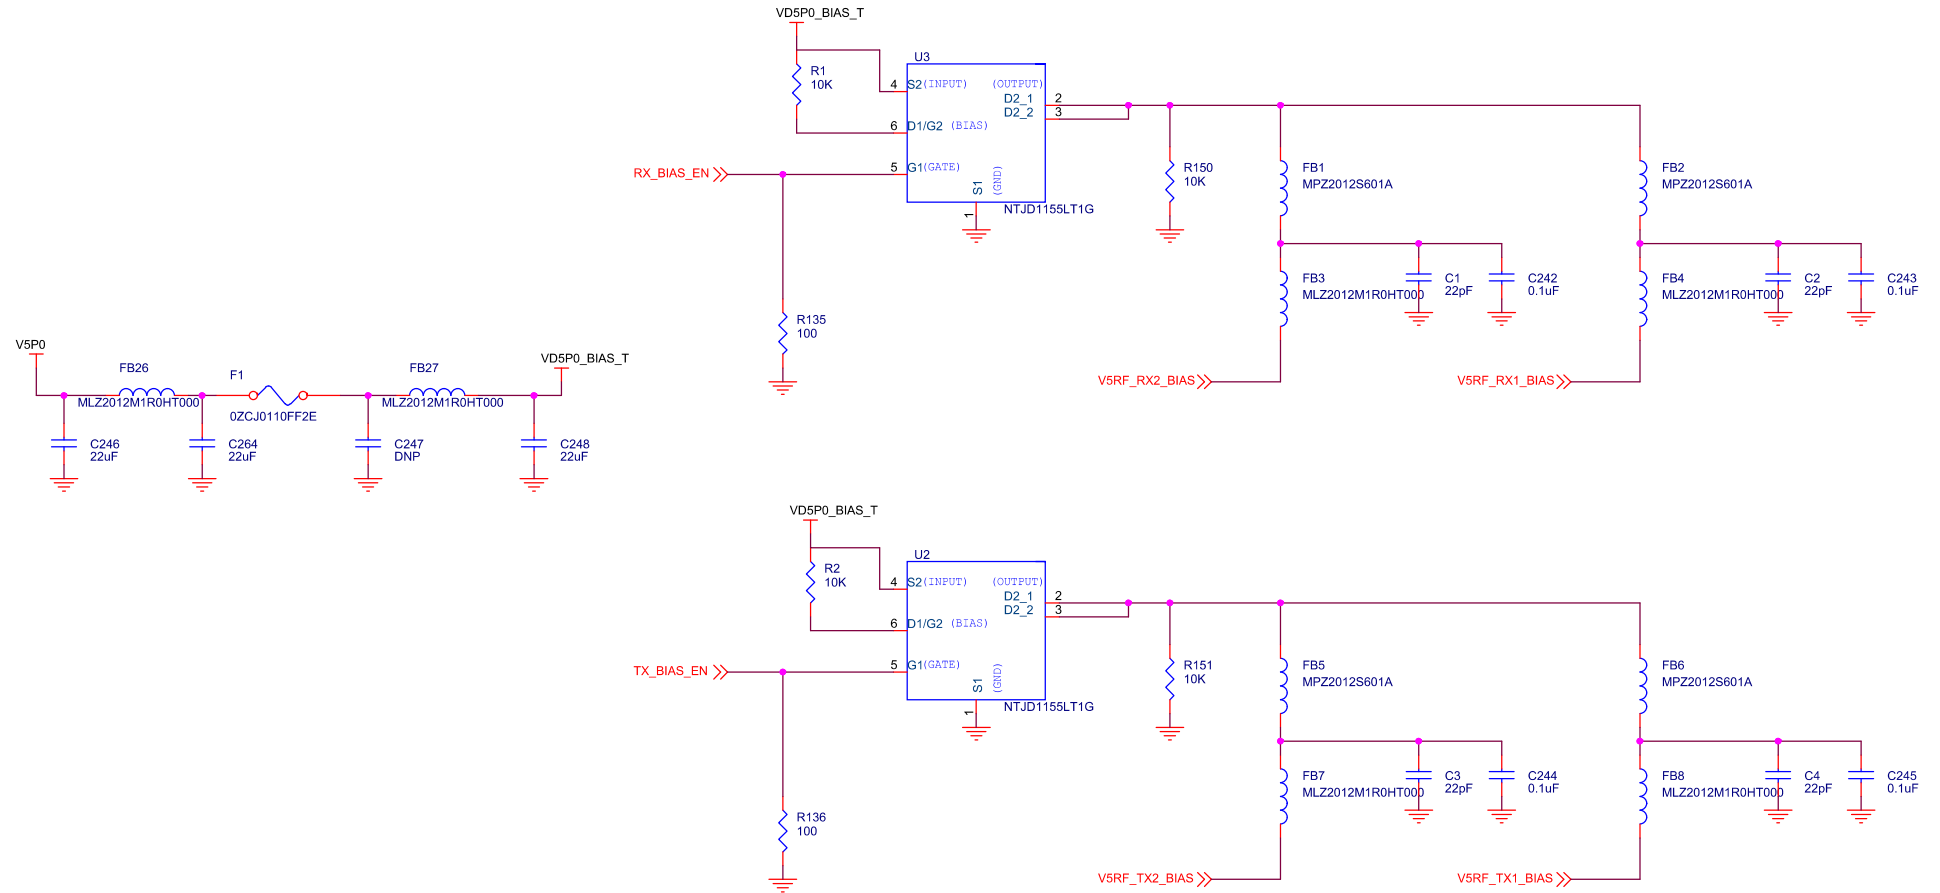 VD5P0_BIAS_T
U3
R1
10K
4
S2(INPUT)
(OUTPUT)
D2_1
2
D2_2
3
6
D1/G2 (BIAS)
5
G1(GATE)
S1
(GND)
1
NTJD1155LT1G
RX_BIAS_EN
R135
100
R150
10K
FB1
MPZ2012S601A
FB2
MPZ2012S601A
FB3
MLZ2012M1R0HT000
C1
22pF
C242
0.1uF
FB4
MLZ2012M1R0HT000
C2
22pF
C243
0.1uF
V5RF_RX2_BIAS
V5RF_RX1_BIAS
V5P0
FB26
MLZ2012M1R0HT000
F1
0ZCJ0110FF2E
FB27
MLZ2012M1R0HT000
VD5P0_BIAS_T
C246
22uF
C264
22uF
C247
DNP
C248
22uF
VD5P0_BIAS_T
U2
R2
10K
4
S2(INPUT)
(OUTPUT)
D2_1
2
D2_2
3
6
D1/G2 (BIAS)
5
G1(GATE)
S1
(GND)
1
NTJD1155LT1G
TX_BIAS_EN
R136
100
R151
10K
FB5
MPZ2012S601A
FB6
MPZ2012S601A
FB7
MLZ2012M1R0HT000
C3
22pF
C244
0.1uF
FB8
MLZ2012M1R0HT000
C4
22pF
C245
0.1uF
V5RF_TX2_BIAS
V5RF_TX1_BIAS